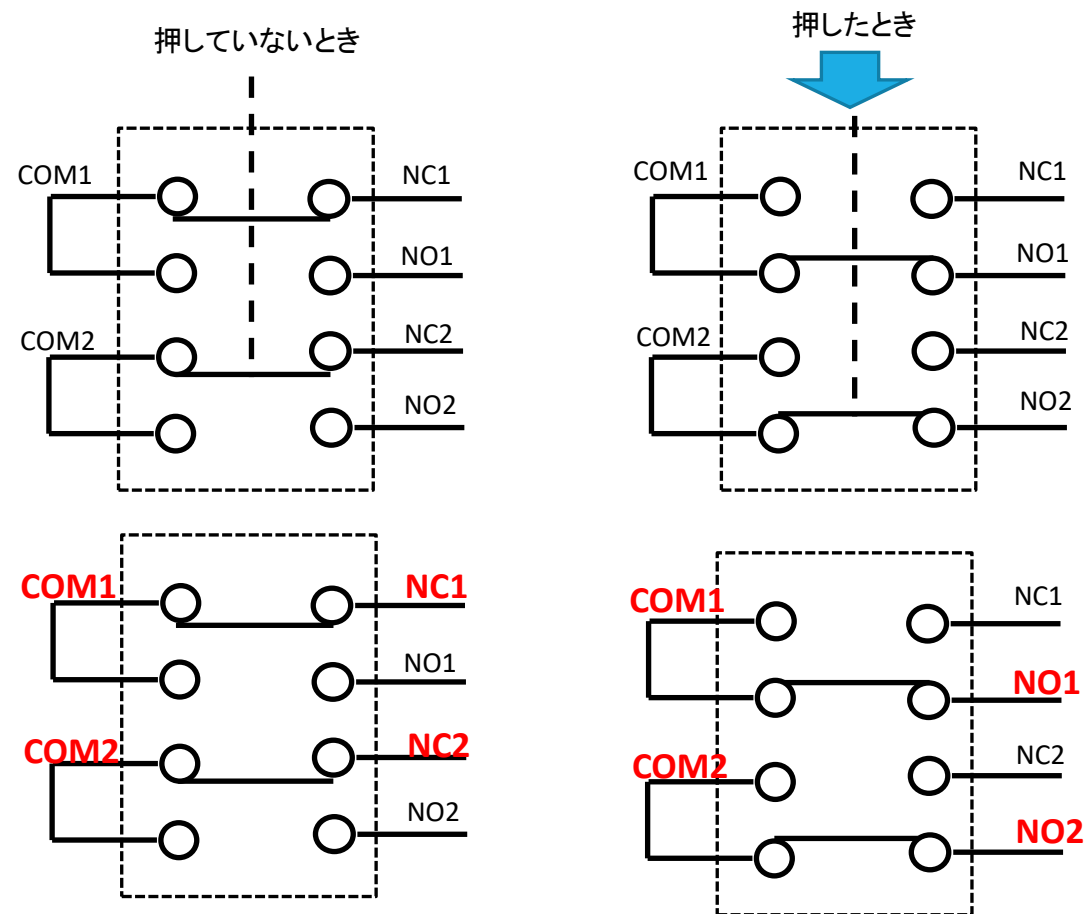 押していないとき
COM1
NC1
NO1
COM2
NC2
NO2
押したとき
COM1
NC1
NO1
COM2
NC2
NO2
COM1
NC1
NO1
COM2
NC2
NO2
COM1
NC1
NO1
COM2
NC2
NO2